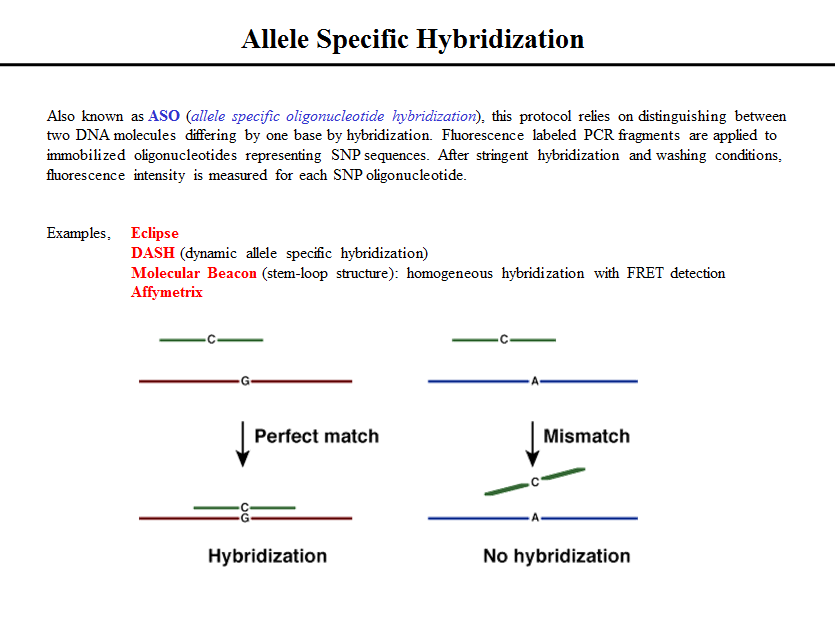 Allele Specific Hybridization
Also known as ASO (allele specific oligonucleotide hybridization), this protocol relies on distinguishing between
two DNA molecules differing by one base by hybridization. Fluorescence labeled PCR fragments are applied to
immobilized oligonucleotides representing SNP sequences. After stringent hybridization and washing conditions,
fluorescence intensity is measured for each SNP oligonucleotide.
Examples, Eclipse
DASH (dynamic allele specific hybridization)
Molecular Beacon (stem-loop structure): homogeneous hybridization with FRET detection
Affymetrix
C C
G A
Perfect match Mismatch
C C
G A
Hybridization No hybridization